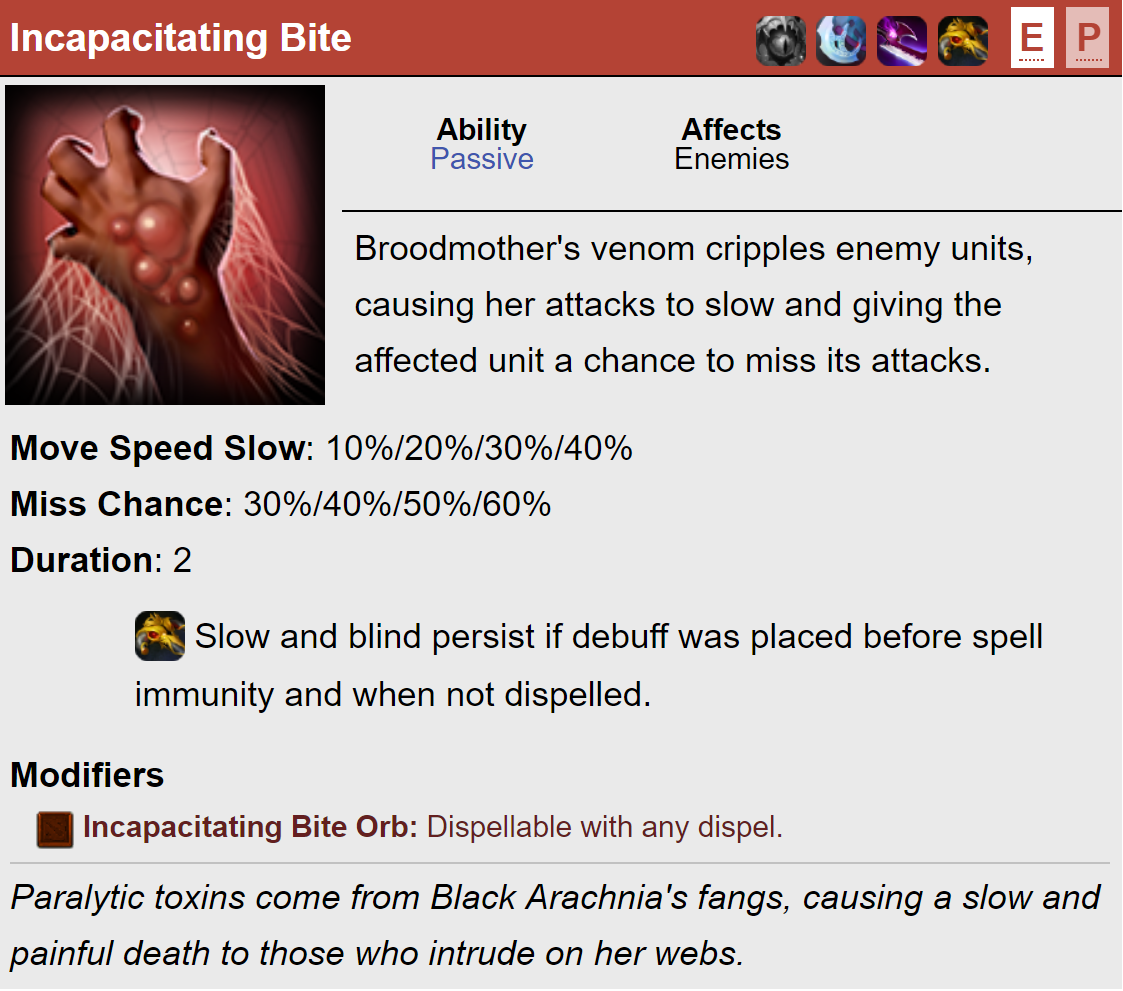 Incapacitating Bite
E P
Ability Affects
Passive Enemies
Broodmother's venom cripples enemy units,
causing her attacks to slow and giving the
affected unit a chance to miss its attacks.
Move Speed Slow: 10%/20%/30%/40%
Miss Chance: 30%/40%/50%/60%
Duration: 2
Slow and blind persist if debuff was placed before spell
immunity and when not dispelled.
Modifiers
Incapacitating Bite Orb: Dispellable with any dispel.
Paralytic toxins come from Black Arachnia's fangs, causing a slow and
painful death to those who intrude on her webs.